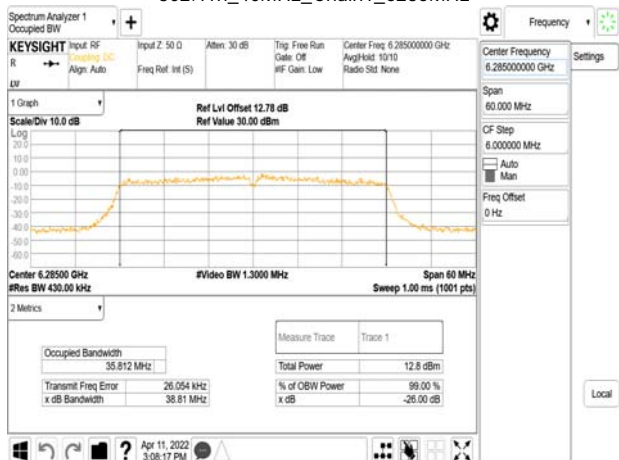 Spectrum Analyzer 1
Occupied BW
+
Frequency
KEYSIGHT
R
LVI
Input: RF
Coupling: DC
Align: Auto
Input Z: 50 Ω
Freq Ref: Int (S)
Atten: 30 dB
Trig: Free Run
Gate: Off
#IF Gain: Low
Center Freq: 6.285000000 GHz
Avg|Hold: 10/10
Radio Std: None
Center Frequency
6.285000000 GHz
Settings
Span
60.000 MHz
CF Step
6.000000 MHz
Auto
Man
Freq Offset
0 Hz
Local
1 Graph
Scale/Div 10.0 dB
Ref Lvl Offset 12.78 dB
Ref Value 30.00 dBm
Log
20.0
10.0
0.00
-10.0
-20.0
-30.0
-40.0
-50.0
-60.0
Center 6.28500 GHz
#Res BW 430.00 kHz
#Video BW 1.3000 MHz
Span 60 MHz
Sweep 1.00 ms (1001 pts)
2 Metrics
Measure Trace Trace 1
Occupied Bandwidth
35.812 MHz
Total Power 12.8 dBm
Transmit Freq Error 26.054 kHz
% of OBW Power 99.00 %
x dB Bandwidth 38.81 MHz
x dB -26.00 dB
?
Apr 11, 2022
3:08:17 PM